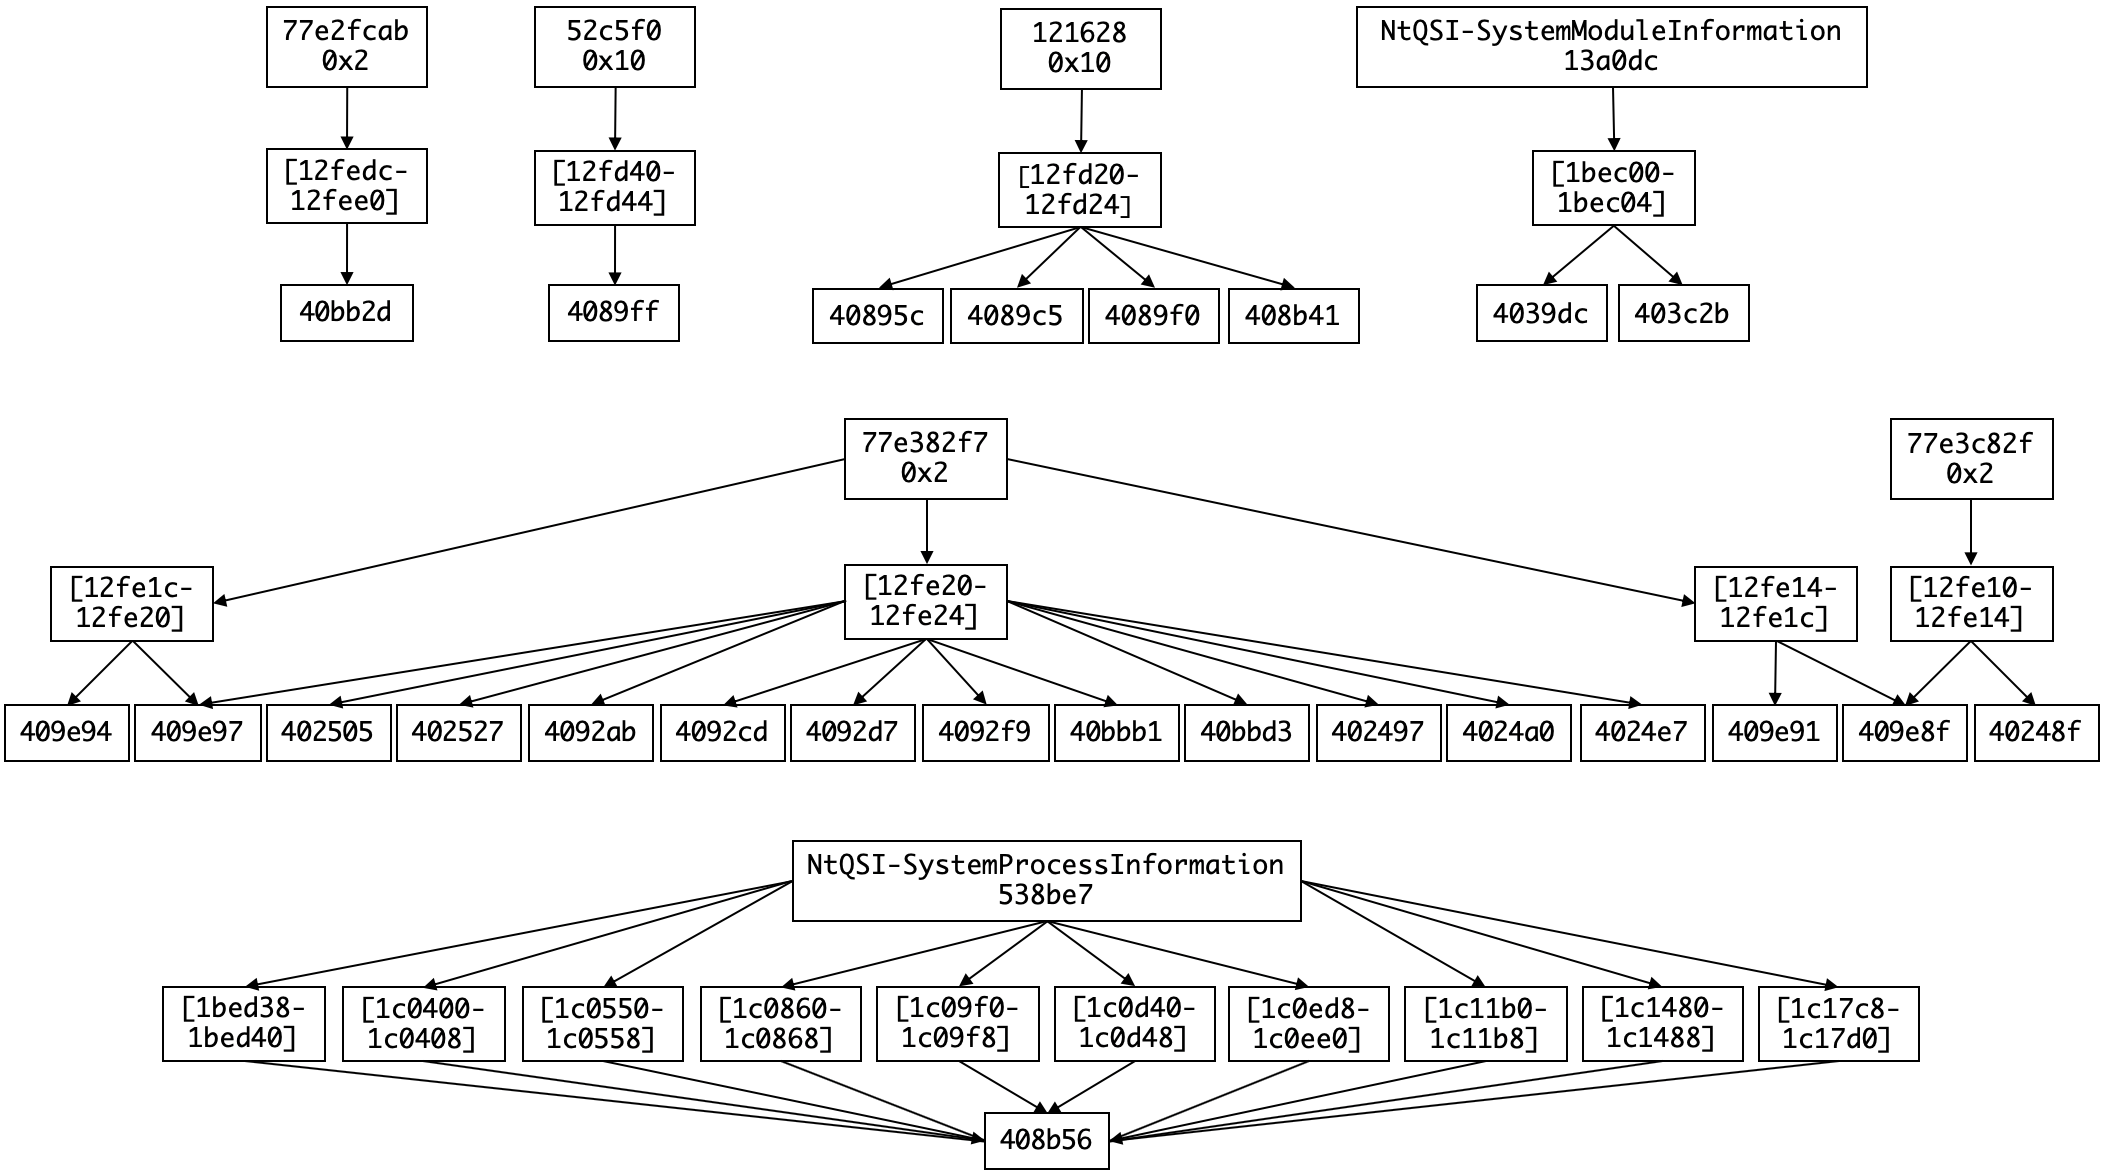 77e2fcab
0x2
52c5f0
0x10
121628
0x10
NtQSI-SystemModuleInformation
13a0dc
[12fedc-
12fee0]
[12fd40-
12fd44]
[12fd20-
12fd24]
[1bec00-
1bec04]
40bb2d
4089ff
40895c
4089c5
4089f0
408b41
4039dc
403c2b
77e382f7
0x2
77e3c82f
0x2
[12fe1c-
12fe20]
[12fe20-
12fe24]
[12fe14-
12fe1c]
[12fe10-
12fe14]
409e94
409e97
402505
402527
4092ab
4092cd
4092d7
4092f9
40bbb1
40bbd3
402497
4024a0
4024e7
409e91
409e8f
40248f
NtQSI-SystemProcessInformation
538be7
[1bed38-
1bed40]
[1c0400-
1c0408]
[1c0550-
1c0558]
[1c0860-
1c0868]
[1c09f0-
1c09f8]
[1c0d40-
1c0d48]
[1c0ed8-
1c0ee0]
[1c11b0-
1c11b8]
[1c1480-
1c1488]
[1c17c8-
1c17d0]
408b56